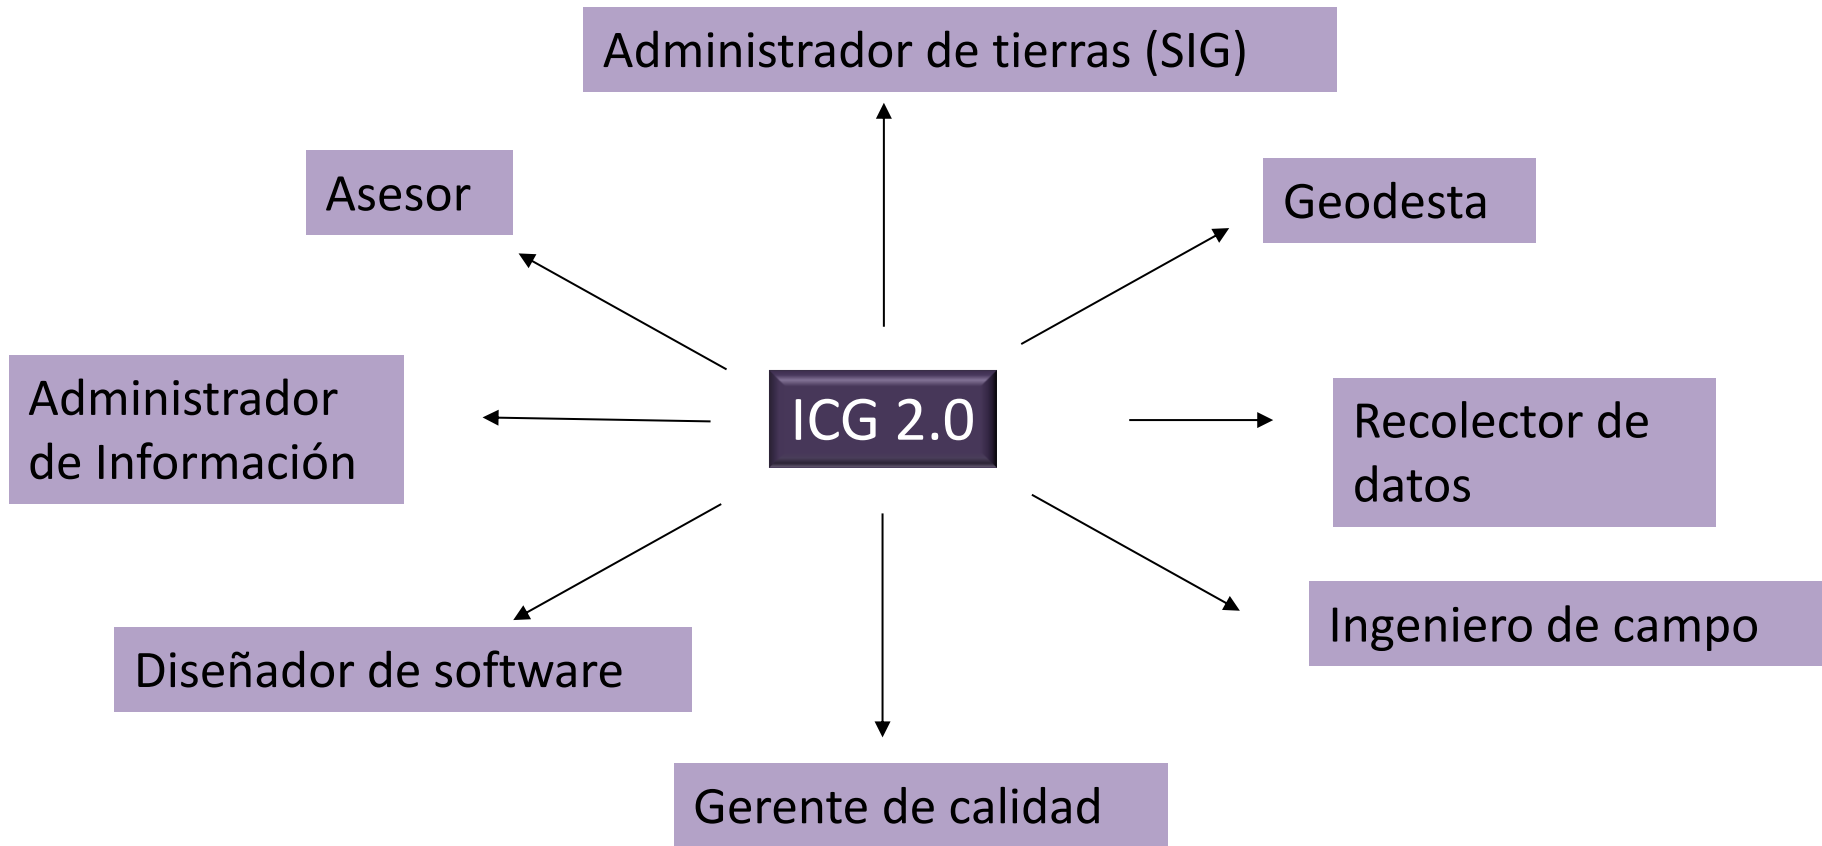 Administrador de tierras (SIG)
Asesor
Geodesta
Administrador
de Información
ICG 2.0
Recolector de
datos
Ingeniero de campo
Diseñador de software
Gerente de calidad